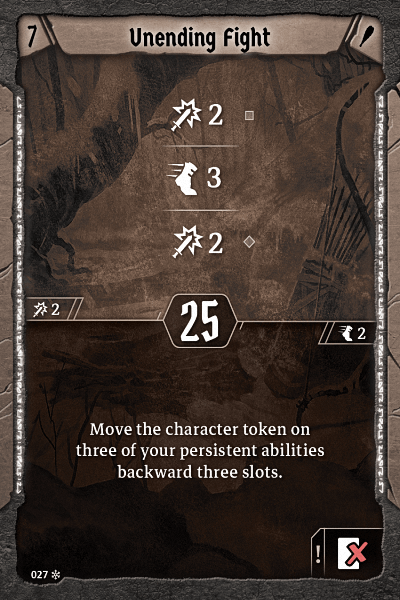 7 Unending Fight
2
3
2
2
25
2
Move the character token on
three of your persistent abilities
backward three slots.
!
027